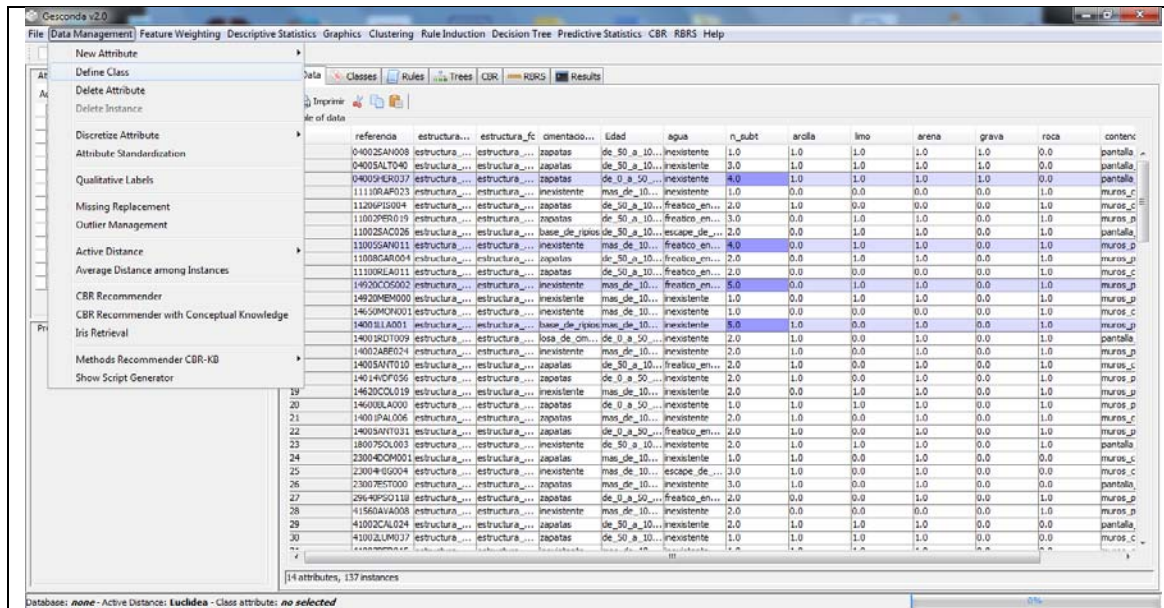 Gesconda v2.0
File Data Management Feature Weighting Descriptive Statistics Graphics Clustering Rule Induction Decision Tree Predictive Statistics CBR RBRS Help
New Attribute
Define Class
Delete Attribute
Delete Instance
Discretize Attribute
Attribute Standardization
Qualitative Labels
Missing Replacement
Outlier Management
Active Distance
Average Distance among Instances
CBR Recommender
CBR Recommender with Conceptual Knowledge
Iris Retrieval
Methods Recommender CBR-KB
Show Script Generator
Data Classes Rules Trees CBR RBRS Results
Imprimir
ble of data
referencia estructura... estructura_fc cimentacio... Edad agua n_subt arcilla limo arena grava roca contenc
04002SAN008 estructura_... estructura_... zapatas de_50_a_10... inexistente 1.0 1.0 1.0 1.0 1.0 0.0 pantalla_
04005ALT040 estructura_... estructura_... zapatas de_50_a_10... inexistente 3.0 1.0 1.0 1.0 1.0 0.0 pantalla_
04005HER037 estructura_... estructura_... zapatas de_0_a_50_... inexistente 4.0 1.0 1.0 1.0 1.0 0.0 pantalla_
11110RAF023 estructura_... estructura_... inexistente mas_de_10... inexistente 1.0 0.0 0.0 1.0 0.0 1.0 muros_c
11206PIS004 estructura_... estructura_... zapatas de_50_a_10... freatico_en... 2.0 1.0 0.0 0.0 0.0 1.0 muros_c
11002PER019 estructura_... estructura_... zapatas de_50_a_10... freatico_en... 3.0 0.0 1.0 1.0 0.0 1.0 muros_p
11002SAC026 estructura_... estructura_... base_de_ripios de_50_a_10... escape_de_... 2.0 0.0 1.0 1.0 0.0 1.0 pantalla_
11005SAN011 estructura_... estructura_... inexistente mas_de_10... freatico_en... 4.0 0.0 1.0 1.0 0.0 1.0 muros_p
11008GAR004 estructura_... estructura_... zapatas de_50_a_10... freatico_en... 2.0 0.0 1.0 1.0 0.0 1.0 muros_p
11100REA011 estructura_... estructura_... zapatas de_50_a_10... freatico_en... 2.0 0.0 0.0 0.0 0.0 1.0 muros_c
14920COS002 estructura_... estructura_... inexistente mas_de_10... freatico_en... 5.0 0.0 1.0 1.0 0.0 1.0 muros_p
14920MEM000 estructura_... estructura_... inexistente mas_de_10... inexistente 1.0 0.0 1.0 1.0 0.0 1.0 muros_c
14650MON001 estructura_... estructura_... inexistente mas_de_10... inexistente 1.0 0.0 0.0 0.0 0.0 1.0 muros_c
14001LLA001 estructura_... estructura_... base_de_ripios mas_de_10... inexistente 5.0 1.0 0.0 1.0 0.0 1.0 muros_p
14001RDT009 estructura_... estructura_... losa_de_cim... de_0_a_50_... inexistente 2.0 1.0 0.0 1.0 0.0 1.0 pantalla_
14002ABE024 estructura_... estructura_... inexistente mas_de_10... inexistente 2.0 1.0 0.0 1.0 0.0 1.0 muros_p
14005ANT010 estructura_... estructura_... zapatas de_50_a_10... freatico_en... 2.0 1.0 0.0 1.0 0.0 1.0 muros_p
14014VDF056 estructura_... estructura_... zapatas de_0_a_50_... inexistente 2.0 1.0 0.0 1.0 0.0 1.0 muros_p
19 14620COL019 estructura_... estructura_... inexistente mas_de_10... inexistente 2.0 1.0 0.0 1.0 0.0 1.0 muros_p
20 14600BLA000 estructura_... estructura_... zapatas de_0_a_50_... inexistente 1.0 1.0 0.0 1.0 0.0 1.0 muros_p
21 14001PAL006 estructura_... estructura_... zapatas mas_de_10... inexistente 2.0 1.0 0.0 1.0 0.0 1.0 muros_p
22 14005ANT031 estructura_... estructura_... zapatas de_0_a_50_... freatico_en... 2.0 1.0 0.0 1.0 0.0 1.0 muros_p
23 18007SOL003 estructura_... estructura_... inexistente de_50_a_10... inexistente 2.0 1.0 1.0 1.0 0.0 1.0 pantalla_
24 23004DOM001 estructura_... estructura_... zapatas mas_de_10... inexistente 1.0 1.0 0.0 1.0 0.0 0.0 muros_c
25 23004HIG004 estructura_... estructura_... inexistente mas_de_10... escape_de_... 3.0 1.0 0.0 1.0 0.0 0.0 muros_c
26 23007EST000 estructura_... estructura_... zapatas mas_de_10... inexistente 3.0 1.0 0.0 1.0 0.0 0.0 pantalla_
27 29640PSO118 estructura_... estructura_... zapatas de_0_a_50_... freatico_en... 2.0 0.0 0.0 1.0 0.0 1.0 muros_p
28 41560AVA008 estructura_... estructura_... inexistente mas_de_10... inexistente 2.0 0.0 0.0 0.0 0.0 1.0 muros_c
29 41002CAL024 estructura_... estructura_... zapatas de_50_a_10... inexistente 2.0 1.0 1.0 1.0 0.0 0.0 pantalla_
30 41002LUM037 estructura_... estructura_... zapatas de_50_a_10... inexistente 1.0 1.0 1.0 1.0 0.0 0.0 muros_c
14 attributes, 137 instances
Database: none - Active Distance: Euclidea - Class attribute: no selected
0%